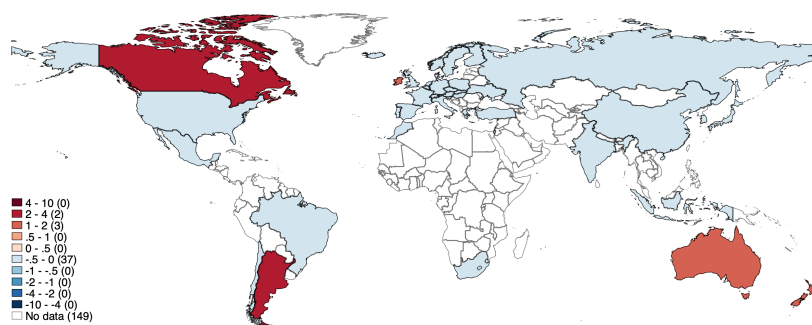 4 - 10 (0)
2 - 4 (2)
1 - 2 (3)
.5 - 1 (0)
0 - .5 (0)
-.5 - 0 (37)
-1 - -.5 (0)
-2 - -1 (0)
-4 - -2 (0)
-10 - -4 (0)
No data (149)